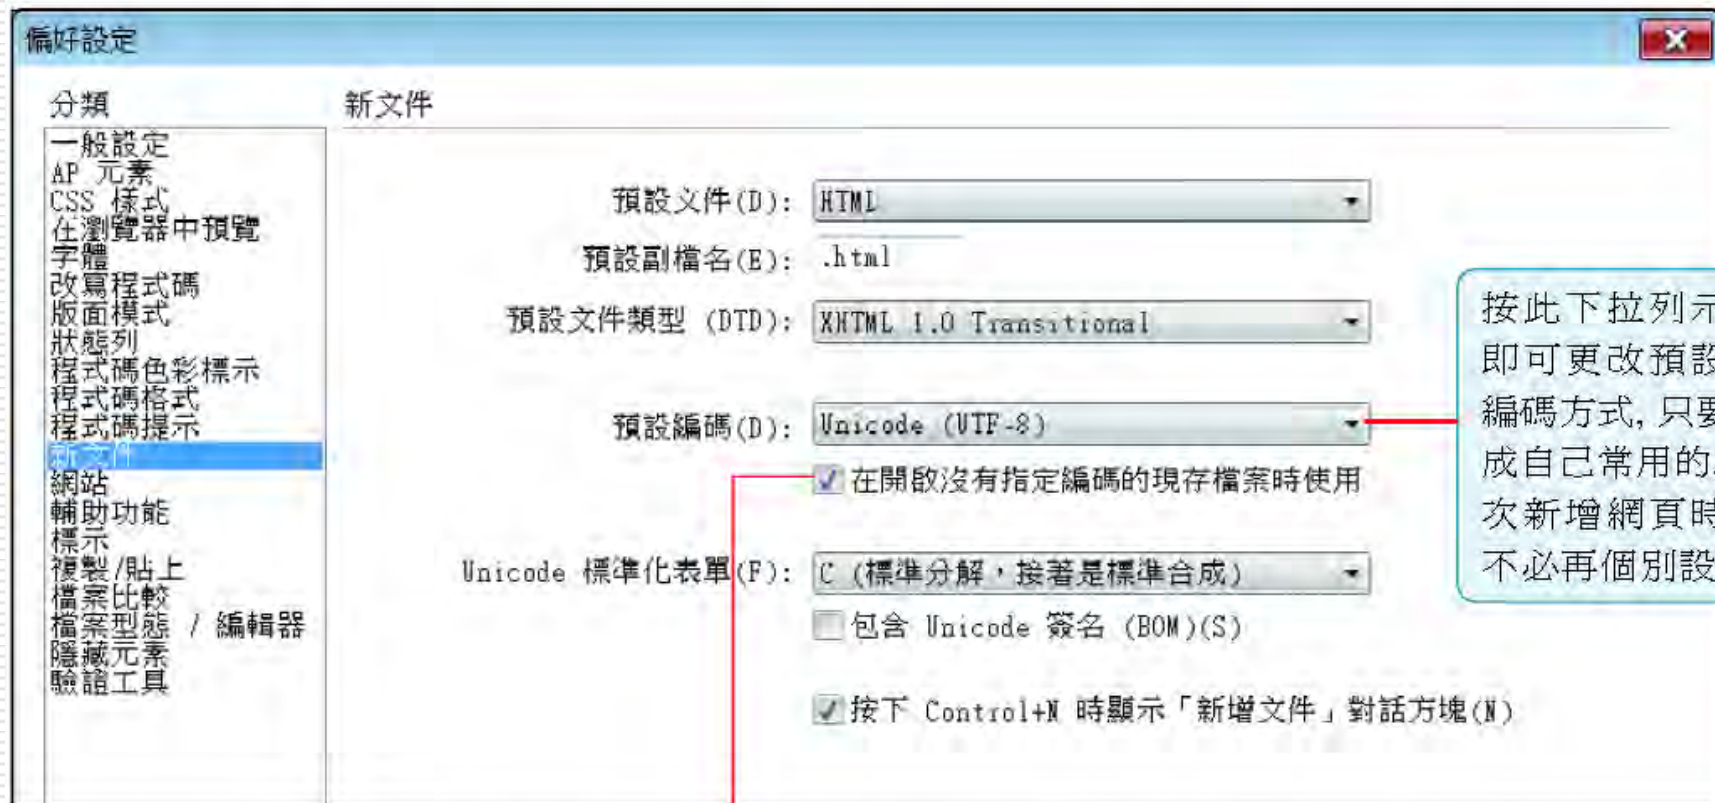 偏好設定
分類
一般設定
AP 元素
CSS 樣式
在瀏覽器中預覽
字體
改寫程式碼
版面模式
狀態列
程式碼色彩標示
程式碼格式
程式碼提示
新文件
網站
輔助功能
標示
複製/貼上
檔案比較
檔案型態 / 編輯器
隱藏元素
驗證工具
新文件
預設文件(D): HTML
預設副檔名(E): .html
預設文件類型 (DTD): XHTML 1.0 Transitional
預設編碼(D): Unicode (UTF-8)
在開啟沒有指定編碼的現存檔案時使用
Unicode 標準化表單(F): C (標準分解，接著是標準合成)
包含 Unicode 簽名 (BOM)(S)
按下 Control+N 時顯示「新增文件」對話方塊(N)
按此下拉列示
即可更改預設
編碼方式, 只要
成自己常用的
次新增網頁時
不必再個別設